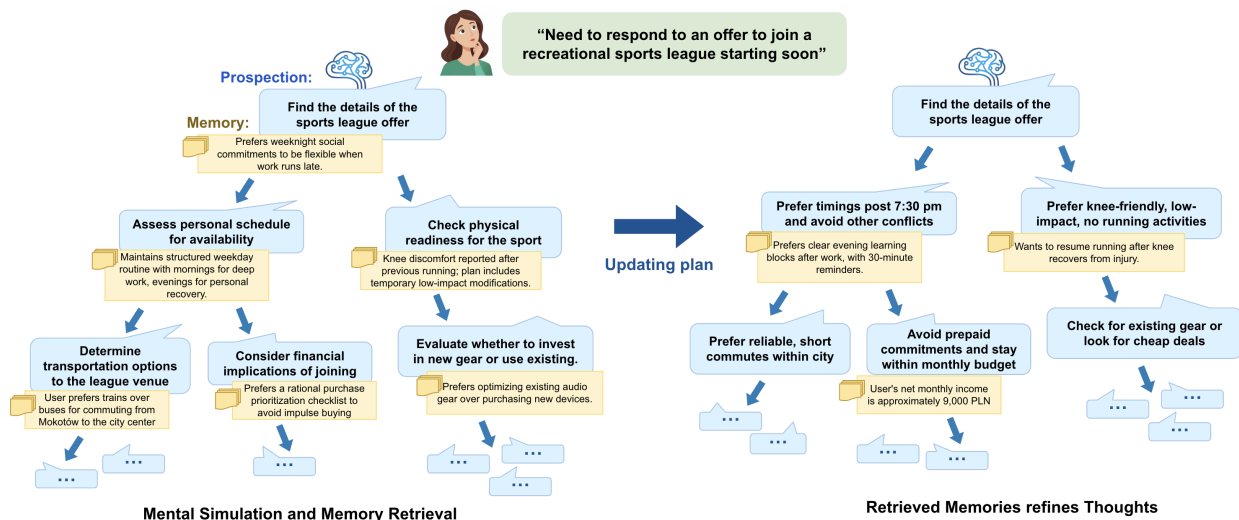 “Need to respond to an offer to join a
recreational sports league starting soon”
Prospection:
Find the details of the
sports league offer
Memory:
Prefers weeknight social
commitments to be flexible when
work runs late.
Assess personal schedule
for availability
Maintains structured weekday
routine with mornings for deep
work, evenings for personal
recovery.
Check physical
readiness for the sport
Knee discomfort reported after
previous running; plan includes
temporary low-impact modifications.
Determine
transportation options
to the league venue
User prefers trains over
buses for commuting from
Mokotów to the city center
Consider financial
implications of joining
Prefers a rational purchase
prioritization checklist to
avoid impulse buying
Evaluate whether to invest
in new gear or use existing.
Prefers optimizing existing audio
gear over purchasing new devices.
...
...
...
...
...
...
Mental Simulation and Memory Retrieval
Updating plan
Find the details of the
sports league offer
Prefer timings post 7:30 pm
and avoid other conflicts
Prefers clear evening learning
blocks after work, with 30-minute
reminders.
Prefer knee-friendly, low-
impact, no running activities
Wants to resume running after knee
recovers from injury.
Prefer reliable, short
commutes within city
Avoid prepaid
commitments and stay
within monthly budget
User's net monthly income
is approximately 9,000 PLN
Check for existing gear or
look for cheap deals
...
...
...
...
...
...
...
Retrieved Memories refines Thoughts